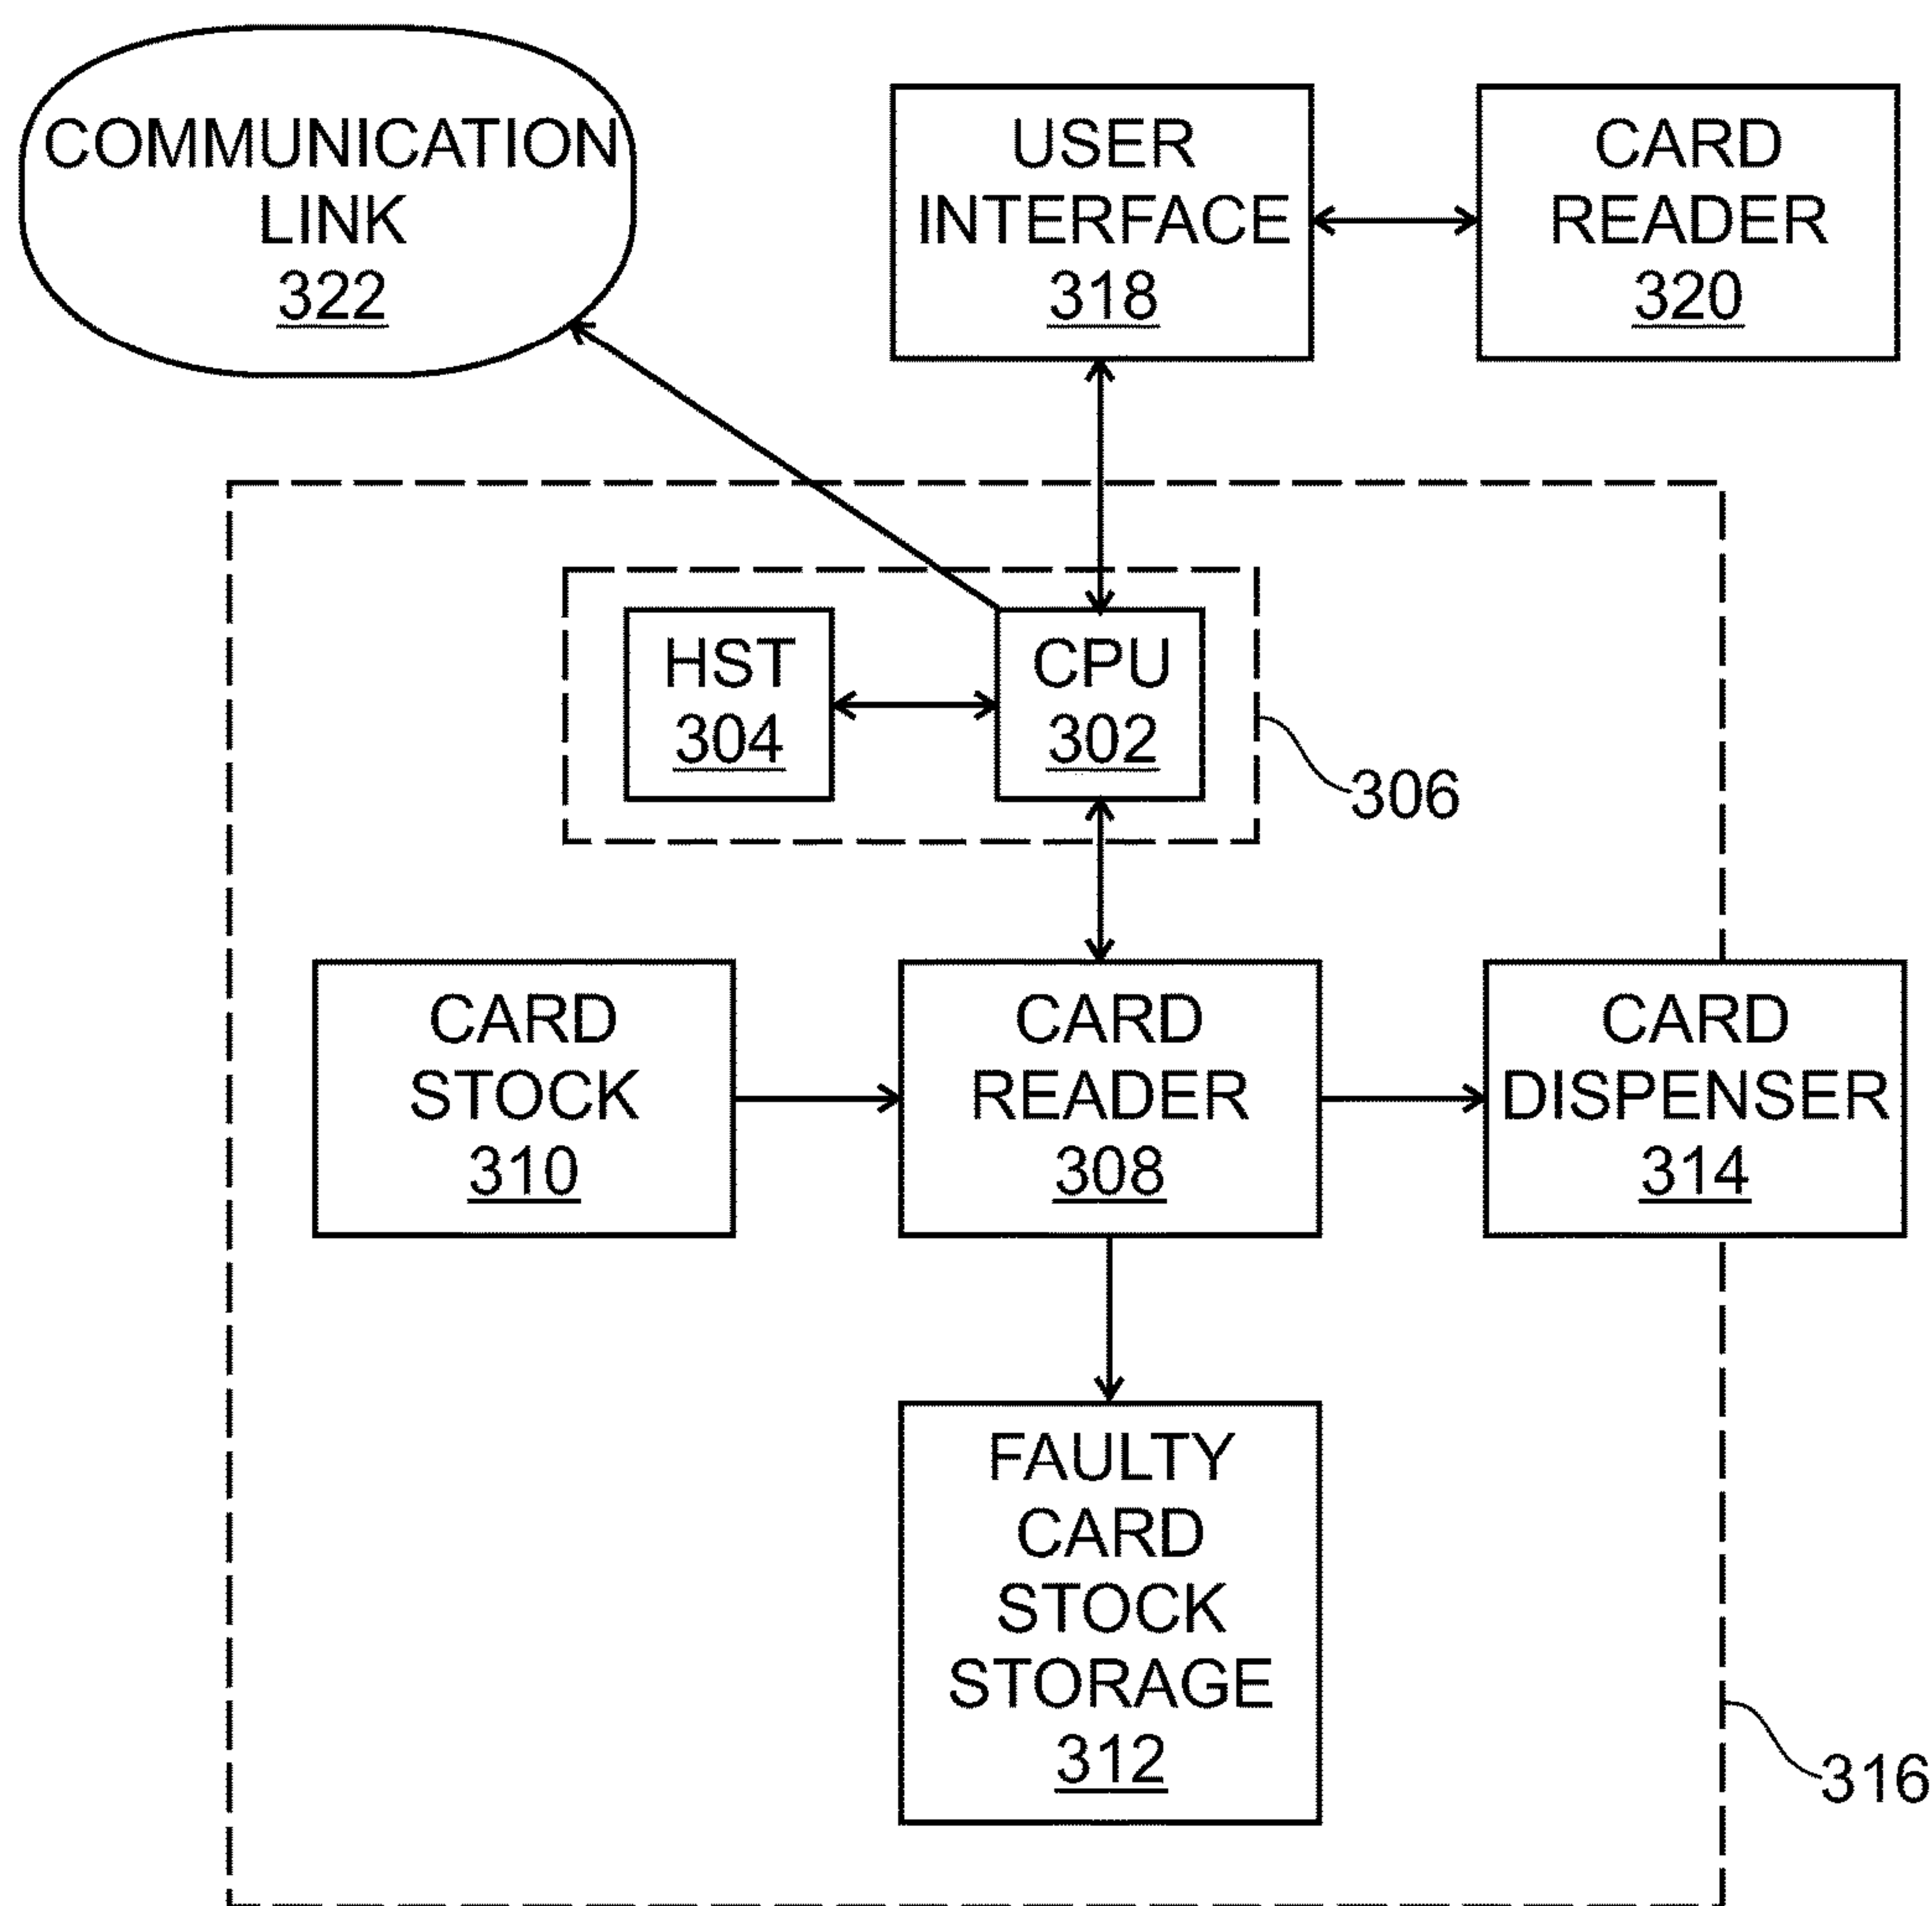 COMMUNICATION
LINK
322
USER
INTERFACE
318
CARD
READER
320
HST
304
CPU
302
306
CARD
STOCK
310
CARD
READER
308
CARD
DISPENSER
314
FAULTY
CARD
STOCK
STORAGE
312
316